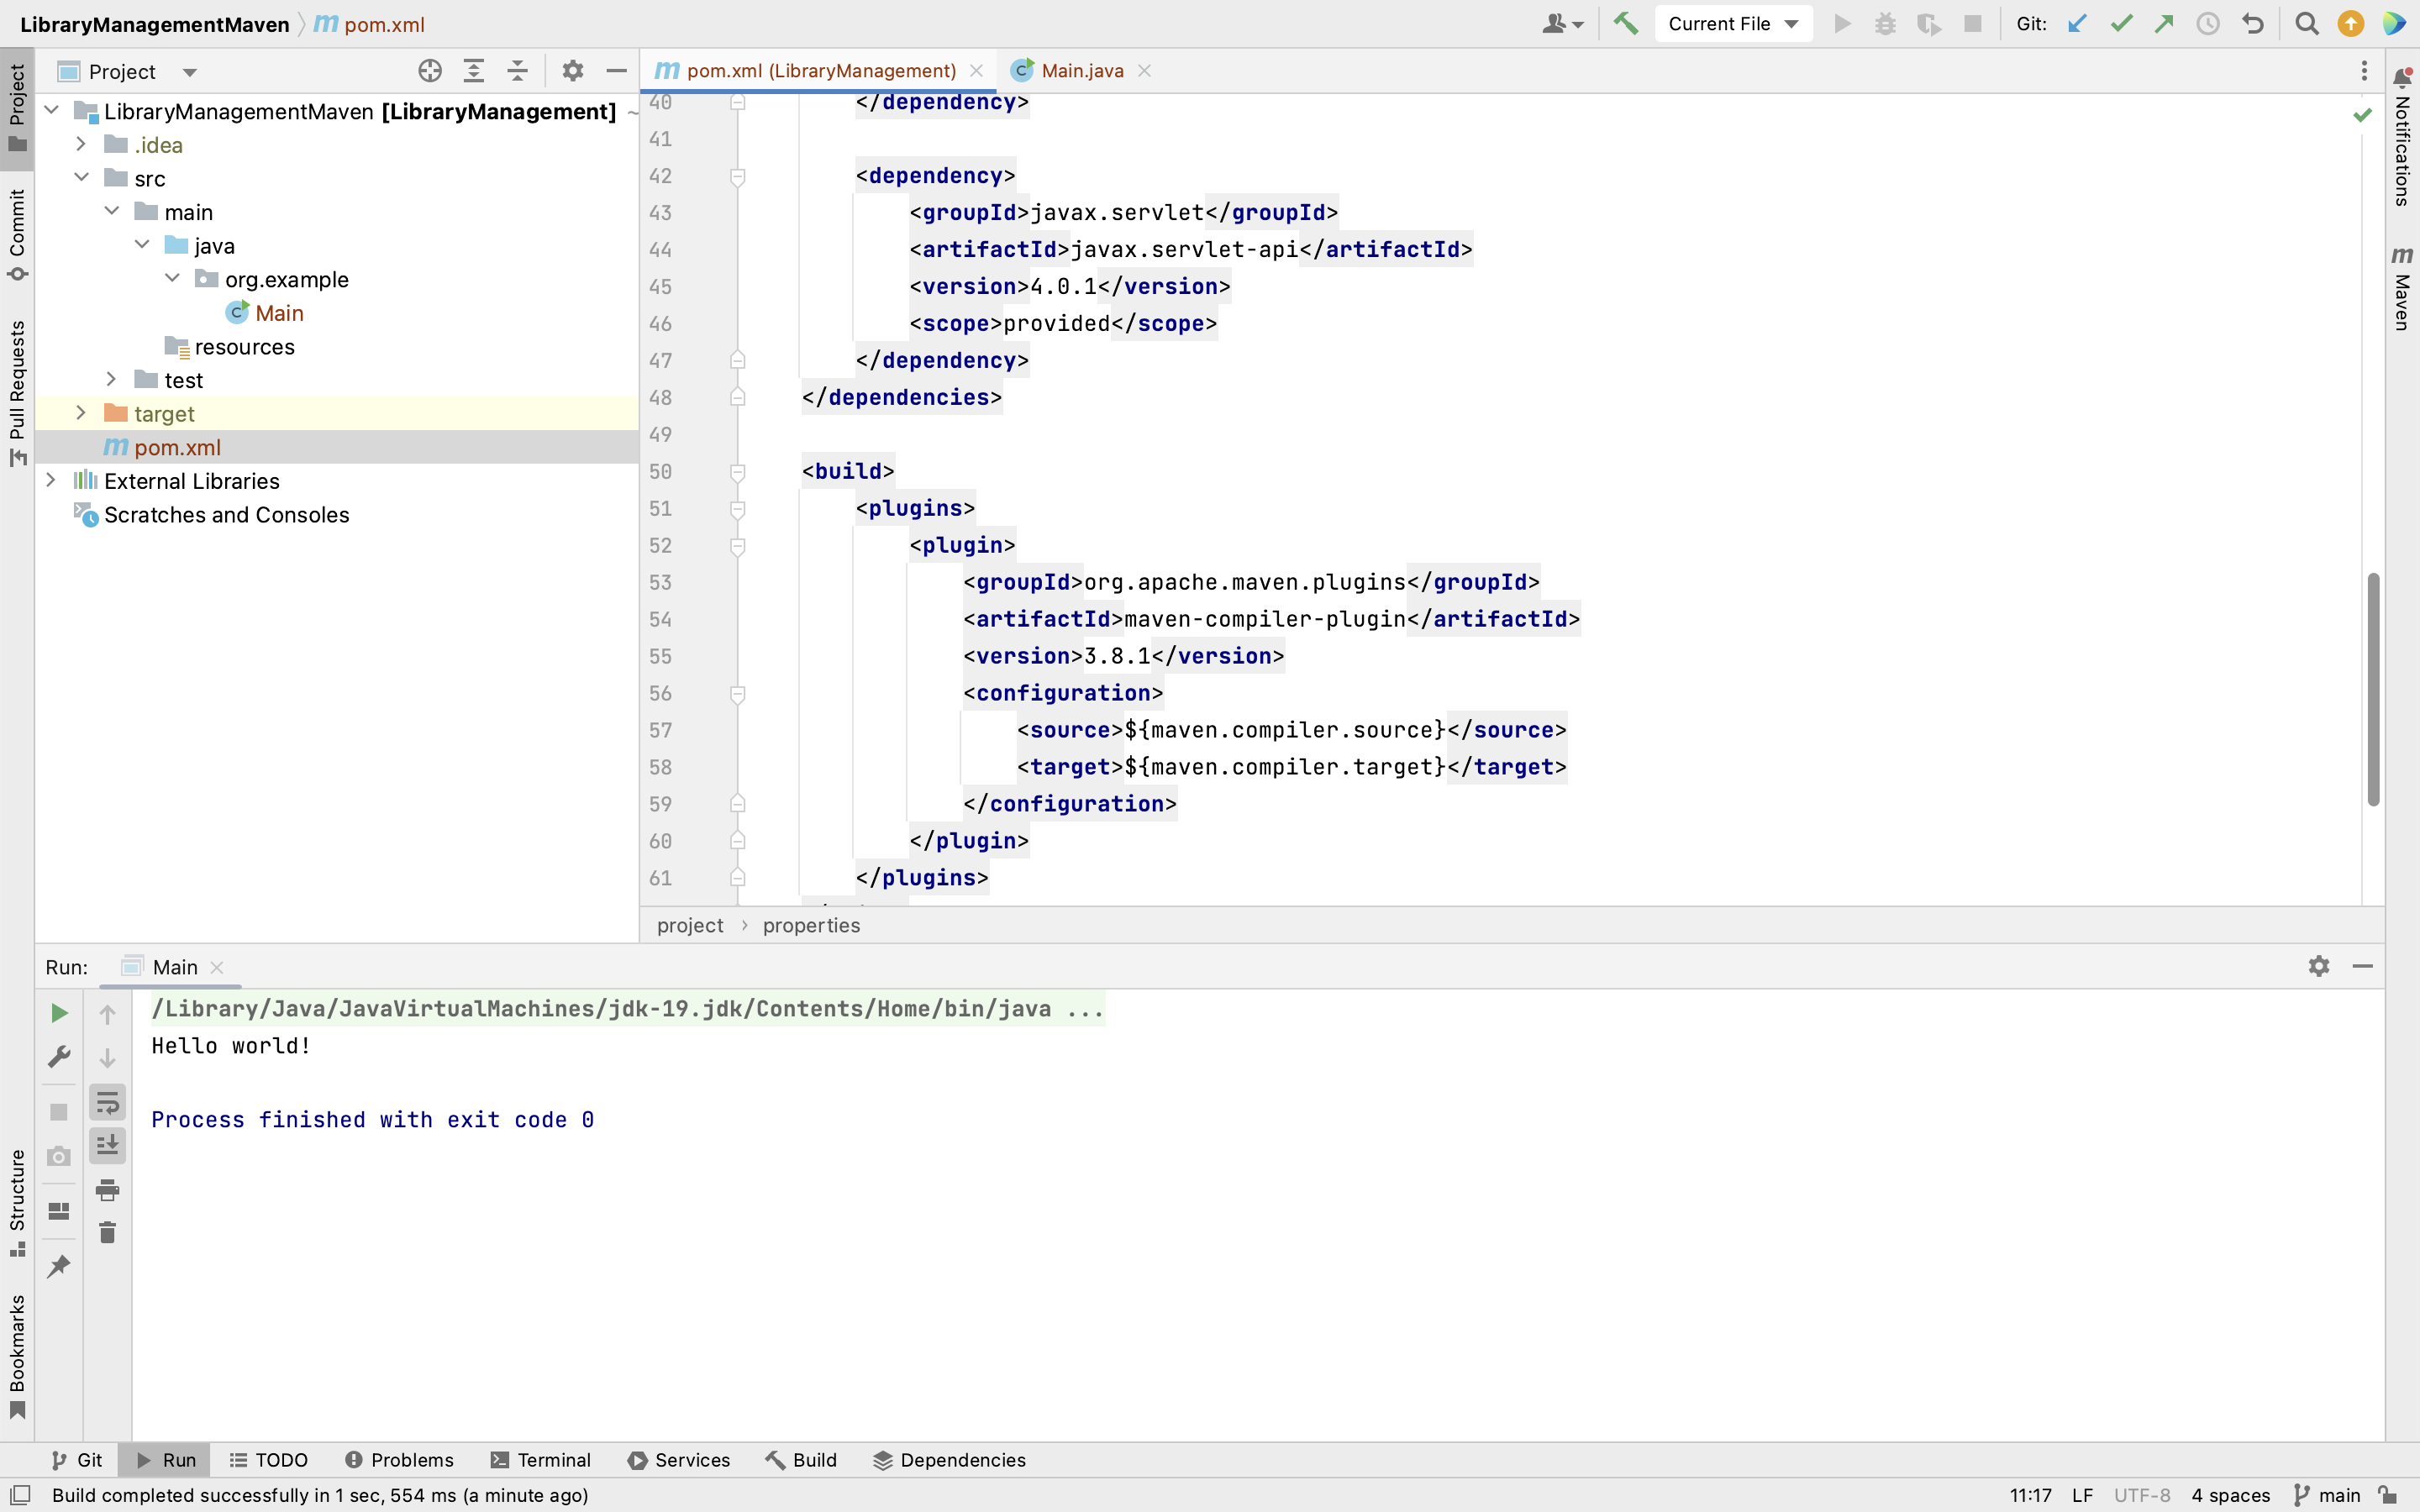 LibraryManagementMaven pom.xml
Current File
Git:
Project
pom.xml (LibraryManagement)
Main.java
LibraryManagementMaven [LibraryManagement] ~
.idea
src
main
java
org.example
Main
resources
test
target
pom.xml
External Libraries
Scratches and Consoles
Project
Commit
Pull Requests
Structure
Bookmarks
40 </dependency>
41
42 <dependency>
43 <groupId>javax.servlet</groupId>
44 <artifactId>javax.servlet-api</artifactId>
45 <version>4.0.1</version>
46 <scope>provided</scope>
47 </dependency>
48 </dependencies>
49
50 <build>
51 <plugins>
52 <plugin>
53 <groupId>org.apache.maven.plugins</groupId>
54 <artifactId>maven-compiler-plugin</artifactId>
55 <version>3.8.1</version>
56 <configuration>
57 <source>${maven.compiler.source}</source>
58 <target>${maven.compiler.target}</target>
59 </configuration>
60 </plugin>
61 </plugins>
project > properties
Notifications
Maven
Run: Main
/Library/Java/JavaVirtualMachines/jdk-19.jdk/Contents/Home/bin/java ...
Hello world!
Process finished with exit code 0
Git Run TODO Problems Terminal Services Build Dependencies
Build completed successfully in 1 sec, 554 ms (a minute ago)
11:17 LF UTF-8 4 spaces main